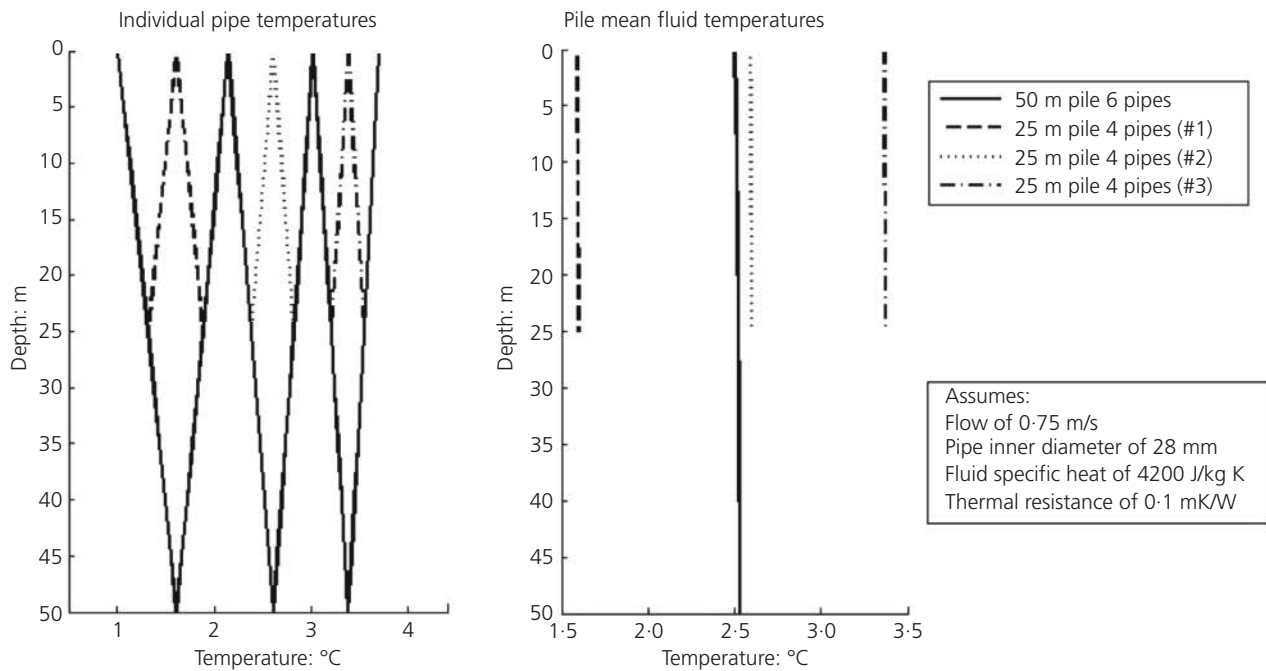 Individual pipe temperatures
0
5
10
15
20
25
30
35
40
45
50
Depth: m
1
2
3
4
Temperature: °C
Pile mean fluid temperatures
0
5
10
15
20
25
30
35
40
45
50
Depth: m
1·5
2·0
2·5
3·0
3·5
Temperature: °C
50 m pile 6 pipes
25 m pile 4 pipes (#1)
25 m pile 4 pipes (#2)
25 m pile 4 pipes (#3)
Assumes:
Flow of 0·75 m/s
Pipe inner diameter of 28 mm
Fluid specific heat of 4200 J/kg K
Thermal resistance of 0·1 mK/W